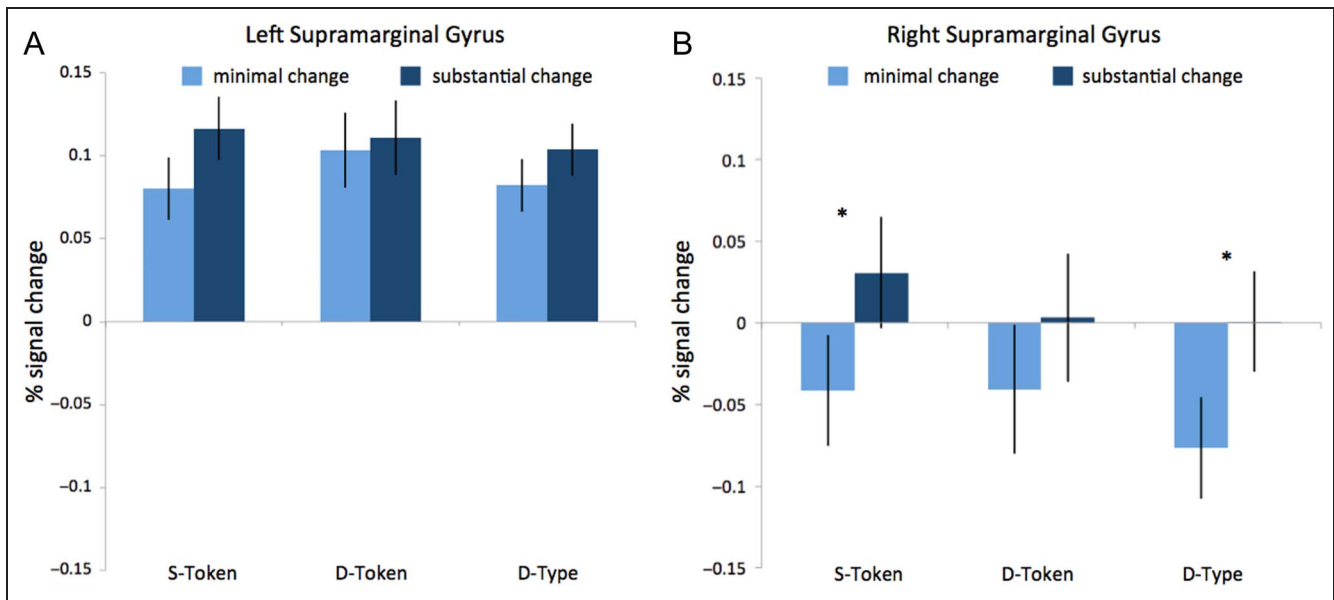 A
Left Supramarginal Gyrus
minimal change substantial change
% signal change
0.15
0.1
0.05
0
−0.05
−0.1
−0.15
S-Token D-Token D-Type
B
Right Supramarginal Gyrus
minimal change substantial change
% signal change
0.15
0.1
0.05
0
−0.05
−0.1
−0.15
*
*
S-Token D-Token D-Type